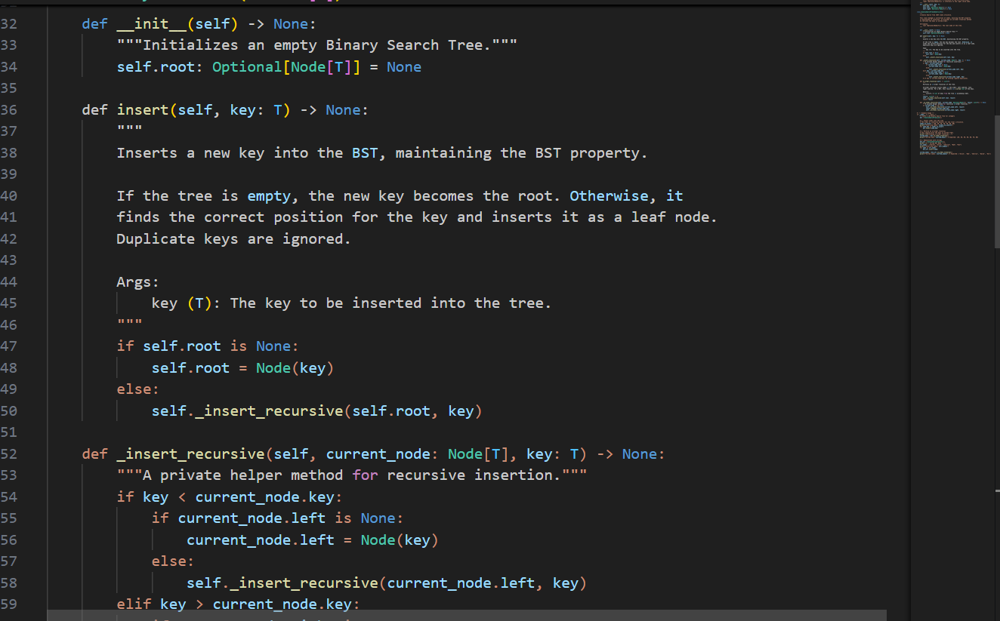 32 def __init__(self) -> None:
33 """Initializes an empty Binary Search Tree."""
34 self.root: Optional[Node[T]] = None
35
36 def insert(self, key: T) -> None:
37 """
38 Inserts a new key into the BST, maintaining the BST property.
39
40 If the tree is empty, the new key becomes the root. Otherwise, it
41 finds the correct position for the key and inserts it as a leaf node.
42 Duplicate keys are ignored.
43
44 Args:
45 key (T): The key to be inserted into the tree.
46 """
47 if self.root is None:
48 self.root = Node(key)
49 else:
50 self._insert_recursive(self.root, key)
51
52 def _insert_recursive(self, current_node: Node[T], key: T) -> None:
53 """A private helper method for recursive insertion."""
54 if key < current_node.key:
55 if current_node.left is None:
56 current_node.left = Node(key)
57 else:
58 self._insert_recursive(current_node.left, key)
59 elif key > current_node.key: